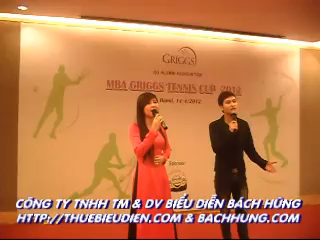 GRIGGS
MBA GRIGGS TENNIS CUP 2012
CÔNG TY TNHH TM & DV BIỂU DIỄN BÁCH HÙNG
HTTP://THUEBIEUDIEN.COM & BACHHUNG.COM